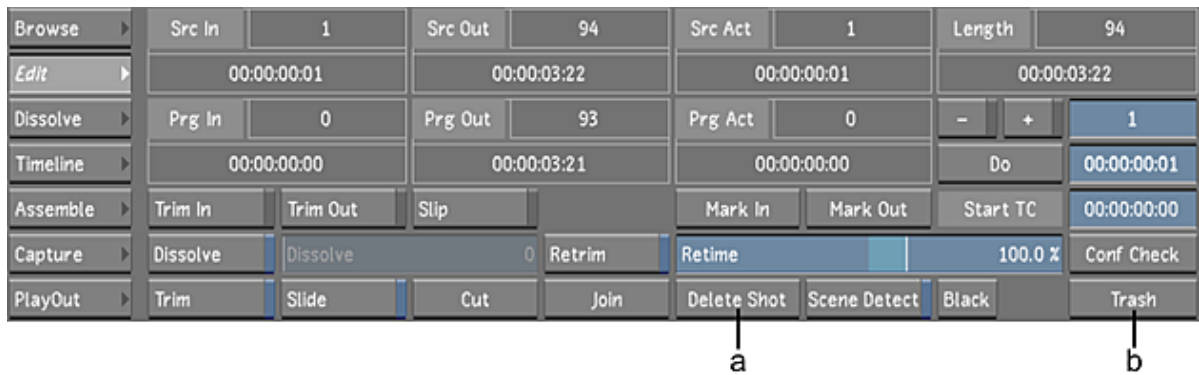 Browse Src In 1 Src Out 94 Src Act 1 Length 94
Edit 00:00:00:01 00:00:03:22 00:00:00:01 00:00:03:22
Dissolve Prg In 0 Prg Out 93 Prg Act 0 - + 1
Timeline 00:00:00:00 00:00:03:21 00:00:00:00 Do 00:00:00:01
Assemble Trim In Trim Out Slip Mark In Mark Out Start TC 00:00:00:00
Capture Dissolve Dissolve 0 Retrim Retime 100.0 % Conf Check
PlayOut Trim Slide Cut Join Delete Shot Scene Detect Black Trash
a b